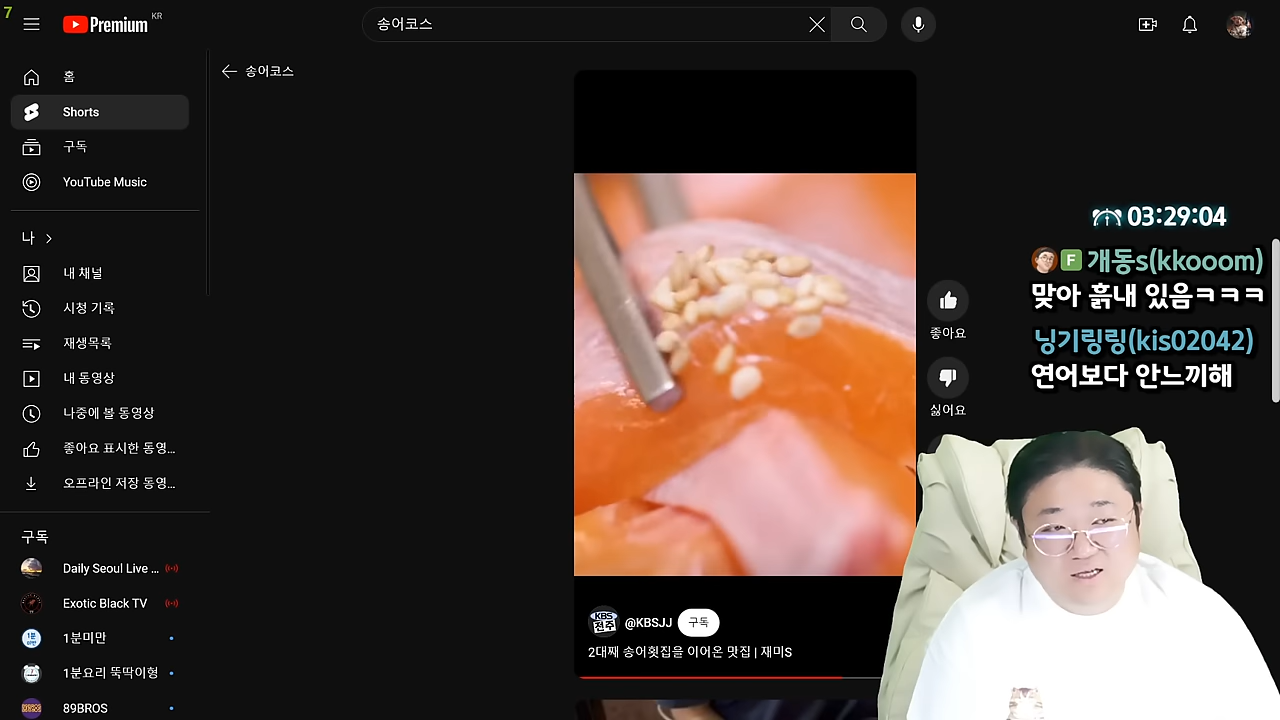 7
Premium KR
송어코스
홈
Shorts
구독
YouTube Music
나
내 채널
시청 기록
재생목록
내 동영상
나중에 볼 동영상
좋아요 표시한 동영...
오프라인 저장 동영...
구독
Daily Seoul Live ...
Exotic Black TV
1분미만
1분요리 뚝딱이형
89BROS
송어코스
좋아요
싫어요
KBS 전주 @KBSJJ 구독
2대째 송어횟집을 이어온 맛집 | 재미S
03:29:04
F 개동s(kkooom)
맞아 흙내 있음ㅋㅋㅋ
닝기링링(kis02042)
연어보다 안느끼해